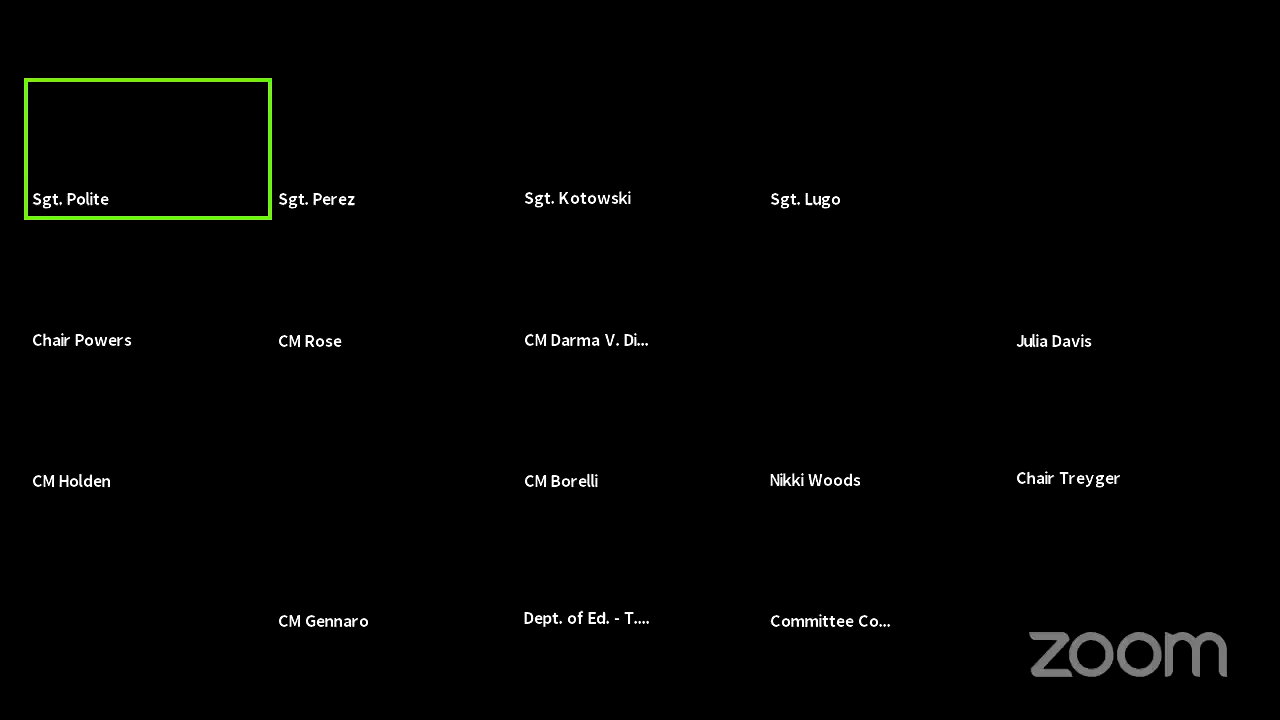 Sgt. Polite
Sgt. Perez
Sgt. Kotowski
Sgt. Lugo
Chair Powers
CM Rose
CM Darma V. Di...
Julia Davis
CM Holden
CM Borelli
Nikki Woods
Chair Treyger
CM Gennaro
Dept. of Ed. - T....
Committee Co...
zoom